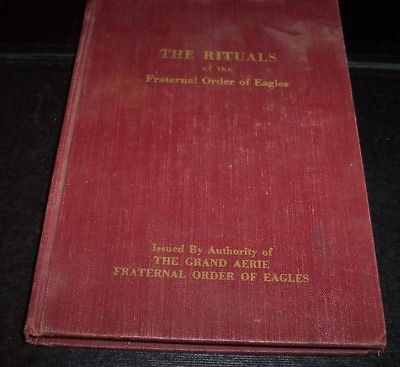 THE RITUALS
of the
Fraternal Order of Eagles
Issued By Authority of
THE GRAND AERIE
FRATERNAL ORDER OF EAGLES